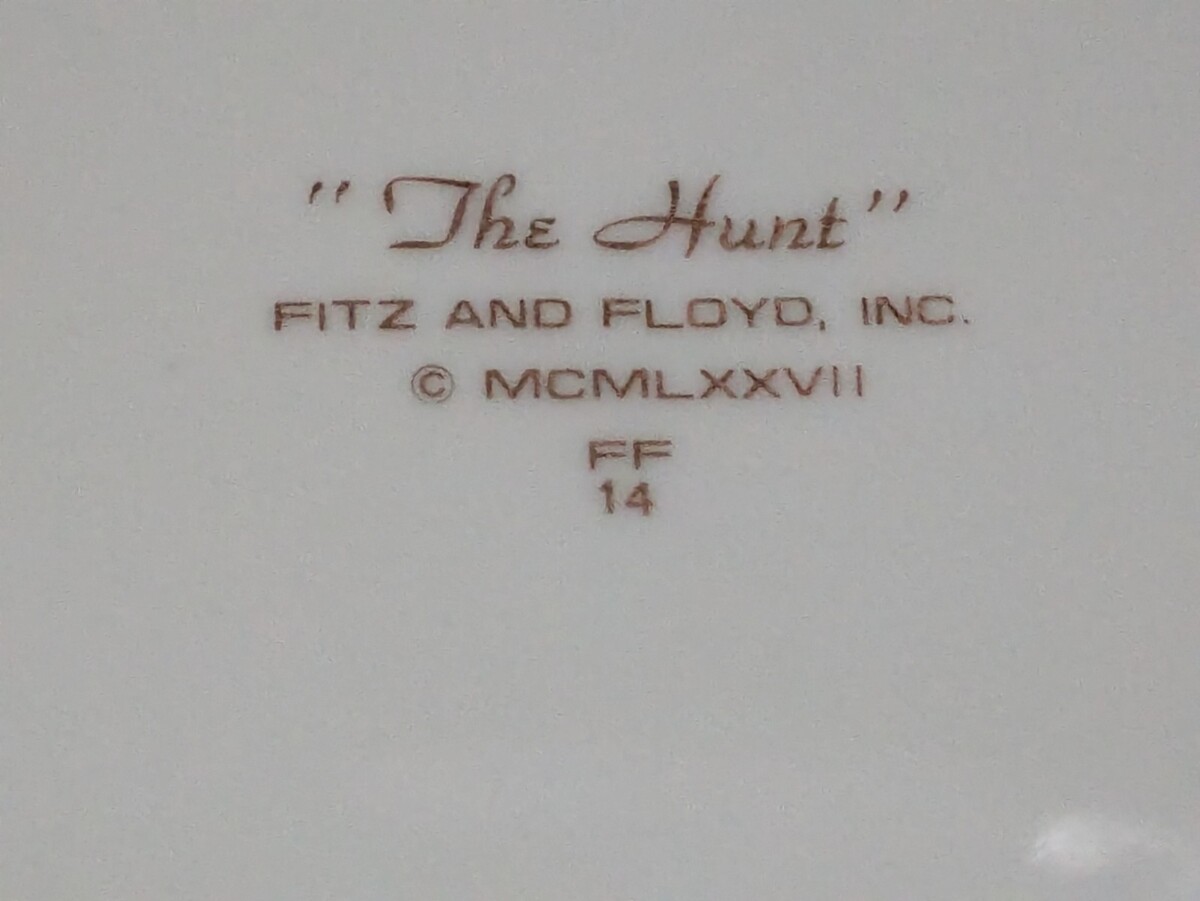 "The Hunt"
FITZ AND FLOYD, INC.
© MCMLXXVII
FF
14